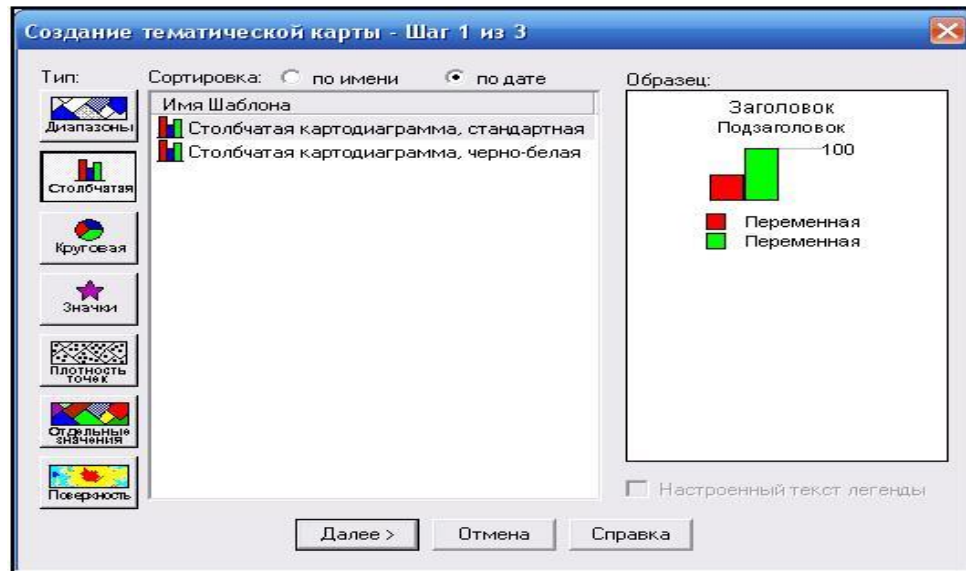 Создание тематической карты - Шаг 1 из 3
Тип:
Сортировка: по имени по дате
Образец:
Диапазоны
Столбчатая
Круговая
Значки
Плотность точек
Отдельные значения
Поверхность
Имя Шаблона
Столбчатая картодиаграмма, стандартная
Столбчатая картодиаграмма, черно-белая
Заголовок
Подзаголовок
100
Переменная
Переменная
Настроенный текст легенды
Далее >
Отмена
Справка